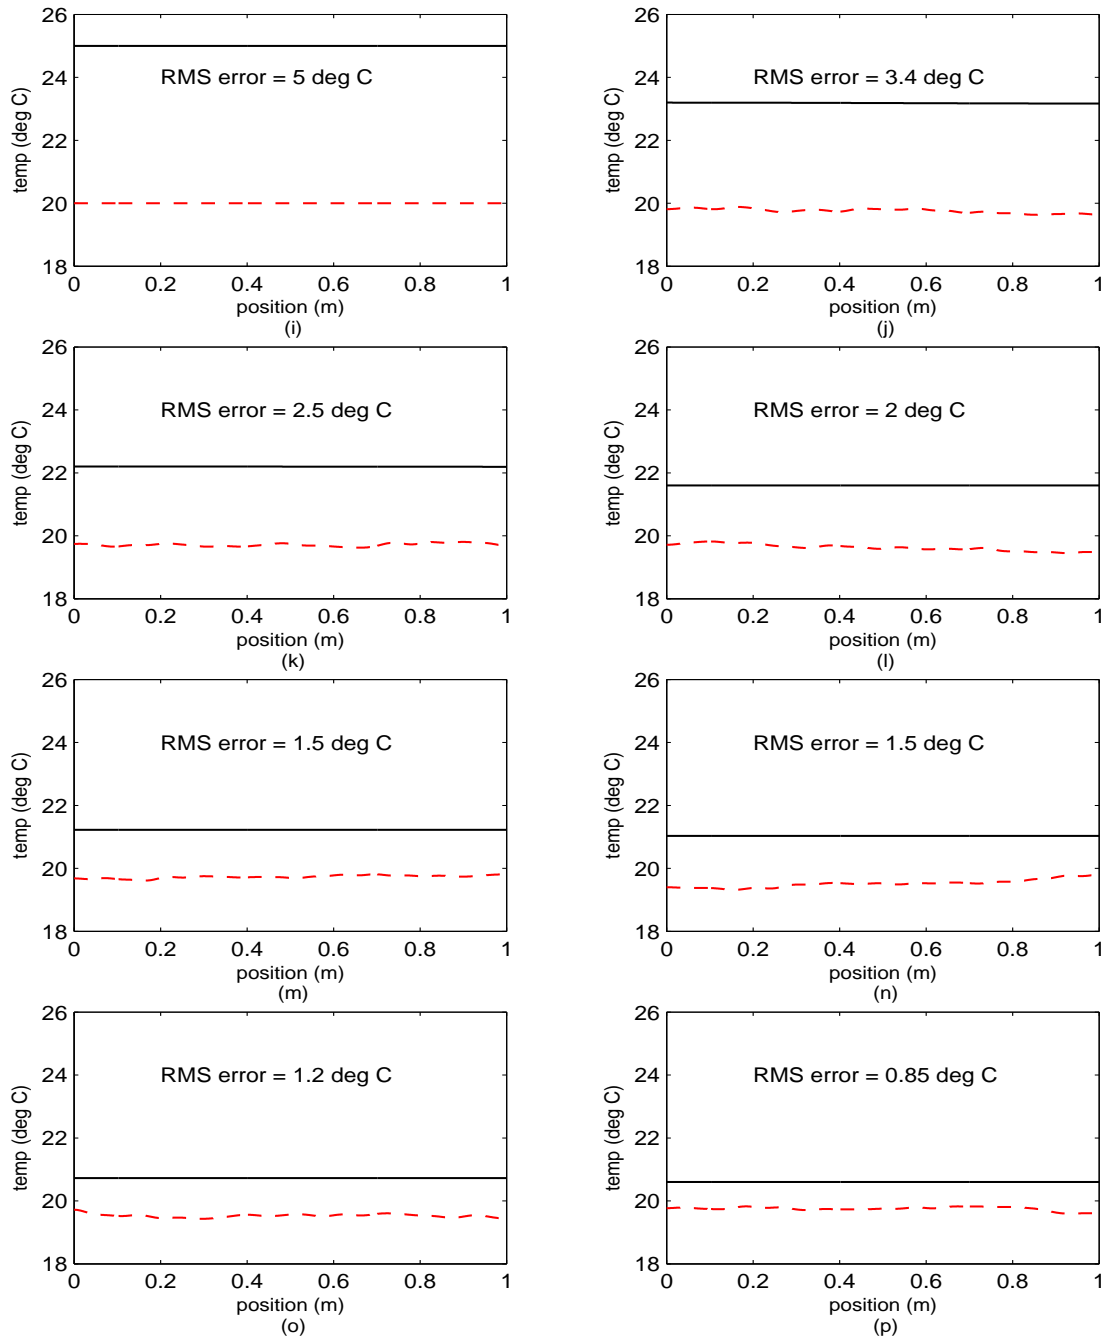 26
24
22
20
18
temp (deg C)
RMS error = 5 deg C
0 0.2 0.4 0.6 0.8 1
position (m)
(i)
26
24
22
20
18
temp (deg C)
RMS error = 3.4 deg C
0 0.2 0.4 0.6 0.8 1
position (m)
(j)
26
24
22
20
18
temp (deg C)
RMS error = 2.5 deg C
0 0.2 0.4 0.6 0.8 1
position (m)
(k)
26
24
22
20
18
temp (deg C)
RMS error = 2 deg C
0 0.2 0.4 0.6 0.8 1
position (m)
(l)
26
24
22
20
18
temp (deg C)
RMS error = 1.5 deg C
0 0.2 0.4 0.6 0.8 1
position (m)
(m)
26
24
22
20
18
temp (deg C)
RMS error = 1.5 deg C
0 0.2 0.4 0.6 0.8 1
position (m)
(n)
26
24
22
20
18
temp (deg C)
RMS error = 1.2 deg C
0 0.2 0.4 0.6 0.8 1
position (m)
(o)
26
24
22
20
18
temp (deg C)
RMS error = 0.85 deg C
0 0.2 0.4 0.6 0.8 1
position (m)
(p)